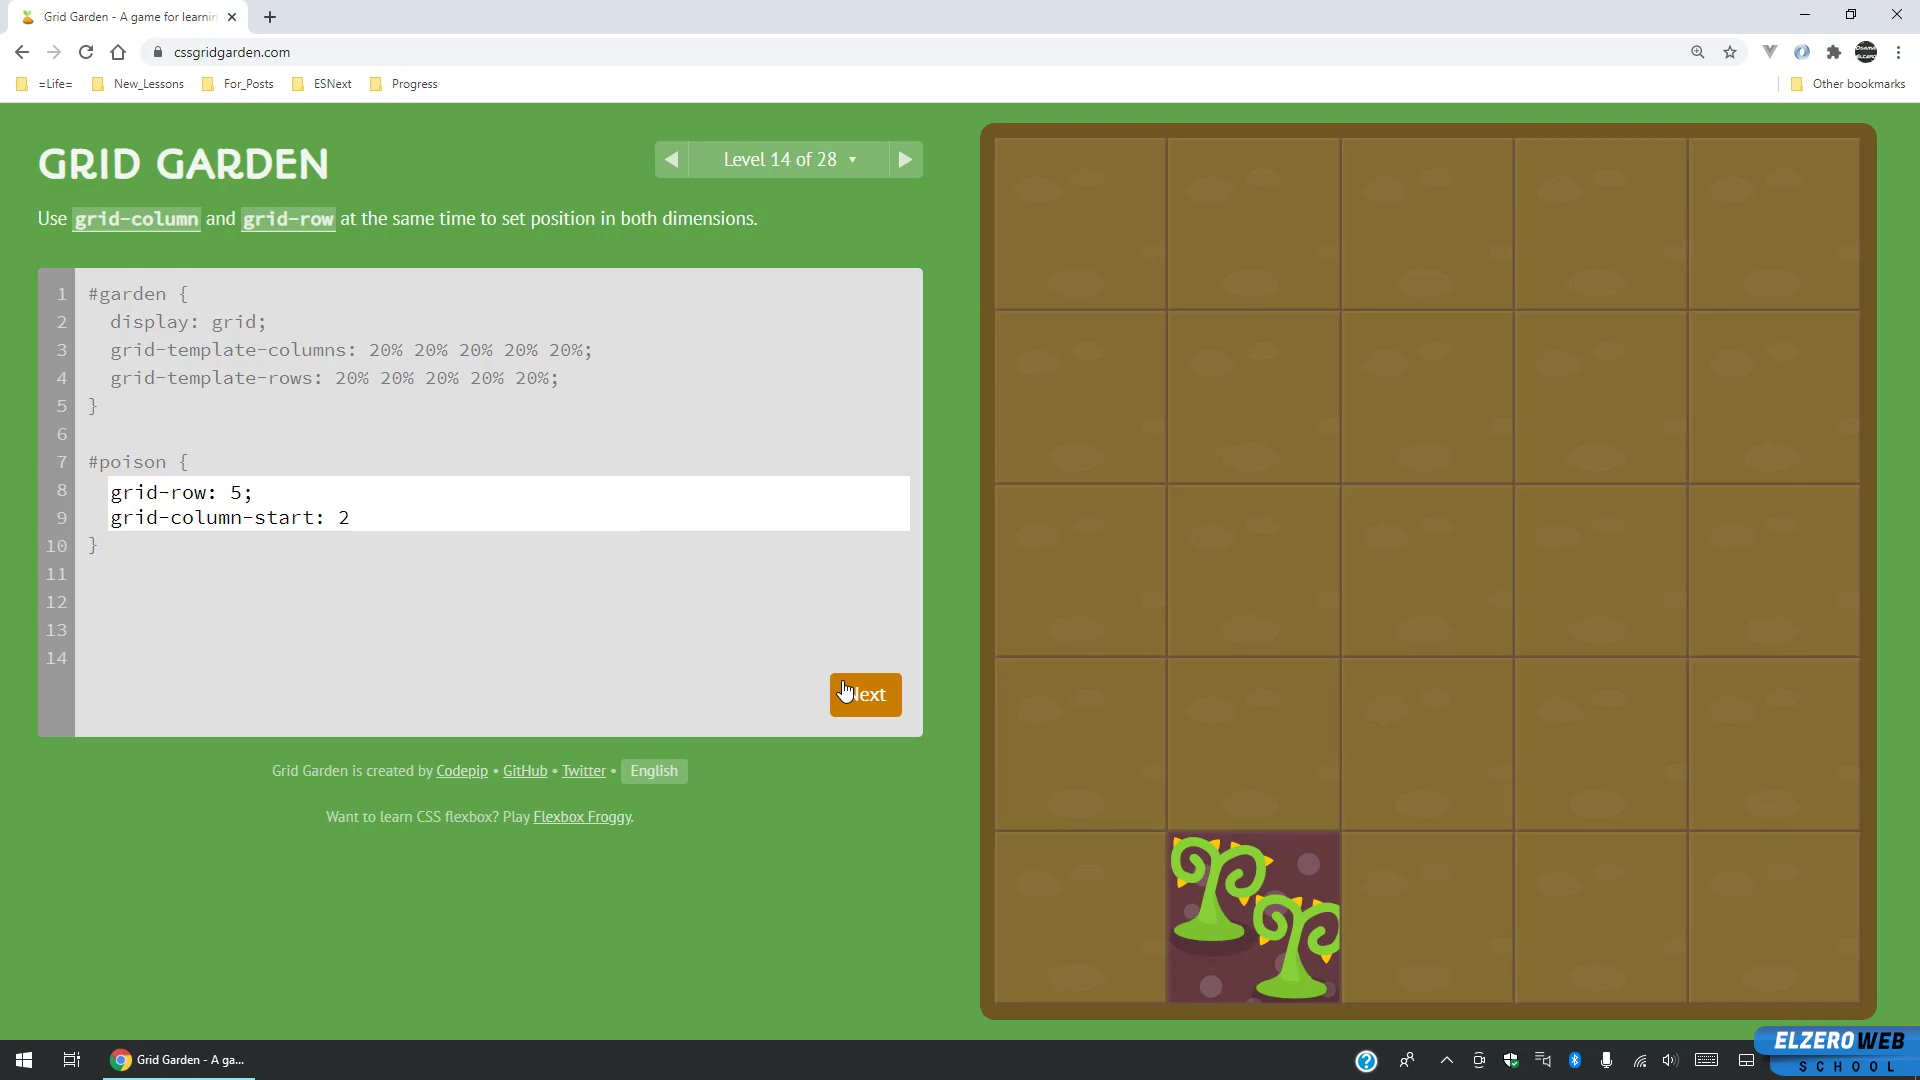 Grid Garden - A game for learnin
cssgridgarden.com
=Life=
New_Lessons
For_Posts
ESNext
Progress
Other bookmarks
GRID GARDEN
Level 14 of 28
Use grid-column and grid-row at the same time to set position in both dimensions.
1 #garden {
2 display: grid;
3 grid-template-columns: 20% 20% 20% 20% 20%;
4 grid-template-rows: 20% 20% 20% 20% 20%;
5 }
6
7 #poison {
8 grid-row: 5;
9 grid-column-start: 2
10 }
11
12
13
14
Next
Grid Garden is created by Codepip • GitHub • Twitter • English
Want to learn CSS flexbox? Play Flexbox Froggy.
Grid Garden - A ga...
ELZEROWEB
SCHOOL